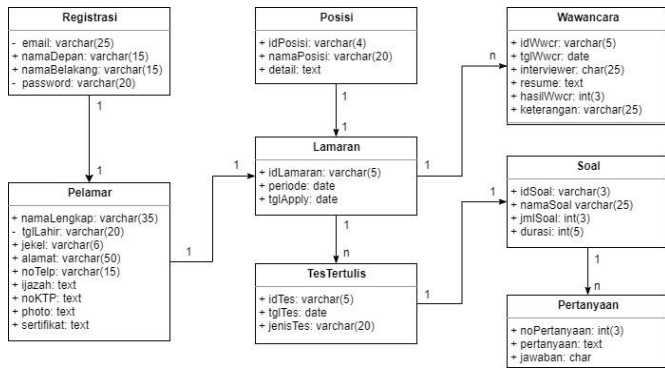 Registrasi
- email: varchar(25)
+ namaDepan: varchar(15)
+ namaBelakang: varchar(15)
- password: varchar(20)
1
1
Pelamar
+ namaLengkap: varchar(35)
- tglLahir: varchar(20)
+ jekel: varchar(6)
+ alamat: varchar(50)
+ noTelp: varchar(15)
+ ijazah: text
+ noKTP: text
+ photo: text
+ sertifikat: text
1
1
Posisi
+ idPosisi: varchar(4)
+ namaPosisi: varchar(20)
+ detail: text
1
1
Lamaran
+ idLamaran: varchar(5)
+ periode: date
+ tglApply: date
1
n
1
n
TesTertulis
+ idTes: varchar(5)
+ tglTes: date
+ jenisTes: varchar(20)
1
1
Wawancara
+ idWwcr: varchar(5)
+ tglWwcr: date
+ interviewer: char(25)
+ resume: text
+ hasilWwcr: int(3)
+ keterangan: varchar(25)
Soal
+ idSoal: varchar(3)
+ namaSoal varchar(25)
+ jmlSoal: int(3)
+ durasi: int(5)
1
n
Pertanyaan
+ noPertanyaan: int(3)
+ pertanyaan: text
+ jawaban: char